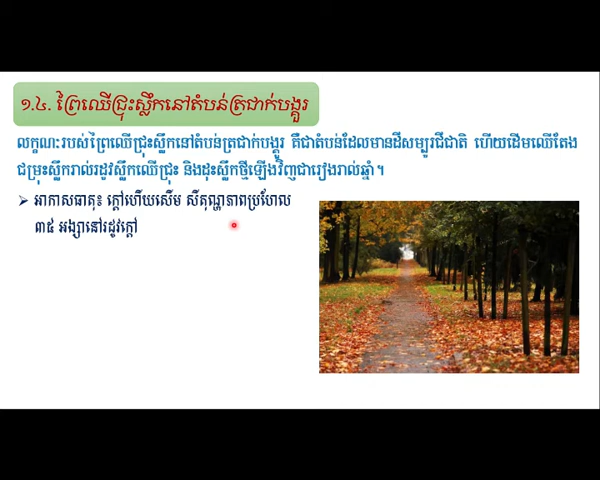 ១.៤. ព្រៃឈើជ្រុះស្លឹកនៅតំបន់ត្រជាក់បង្គួរ
លក្ខណៈរបស់ព្រៃឈើជ្រុះស្លឹកនៅតំបន់ត្រជាក់បង្គួរ គឺជាតំបន់ដែលមានដីសម្បូរជីជាតិ ហើយដើមឈើតែង
ជម្រុះស្លឹករាល់រដូវស្លឹកឈើជ្រុះ និងដុះស្លឹកថ្មីឡើងវិញជារៀងរាល់ឆ្នាំ។
➢ អាកាសធាតុ៖ ក្តៅហើយសើម សីតុណ្ហភាពប្រហែល
៣៥ អង្សានៅរដូវក្តៅ